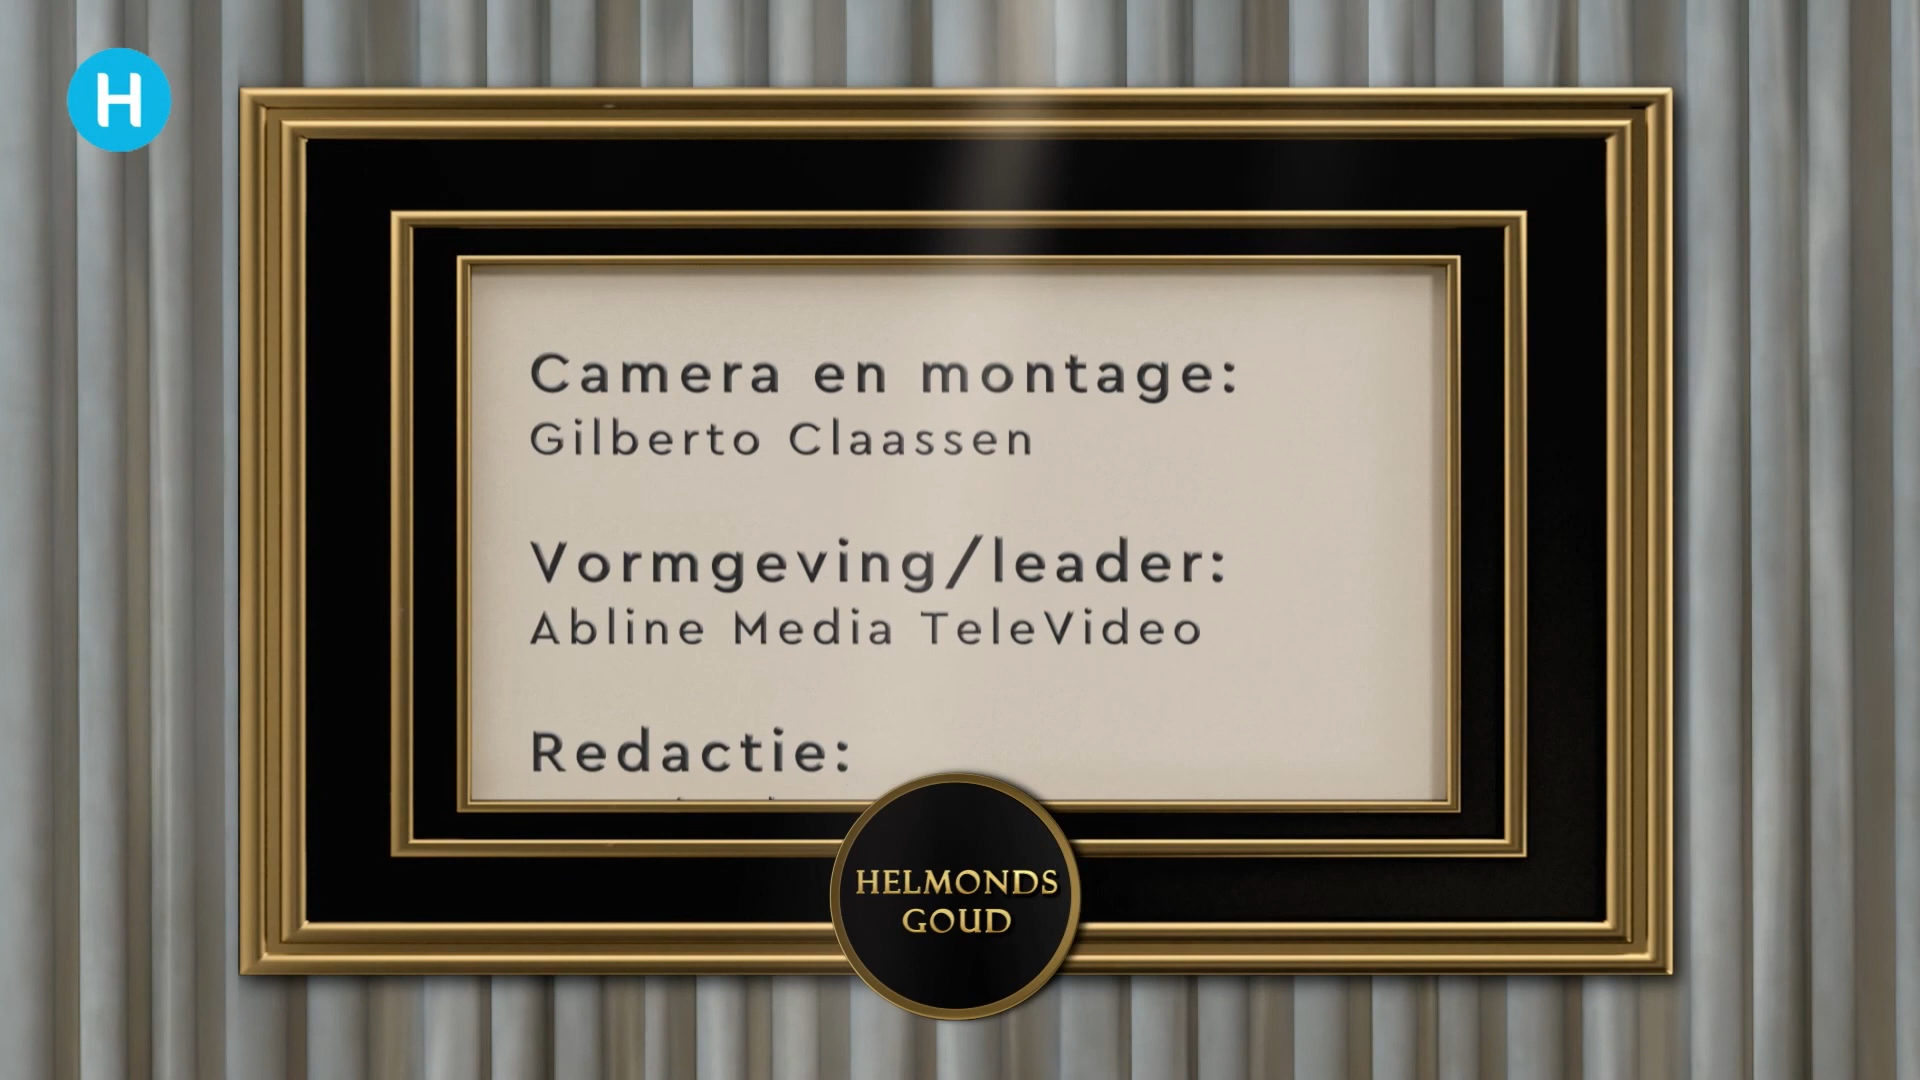 H
Camera en montage:
Gilberto Claassen
Vormgeving/leader:
Abline Media TeleVideo
Redactie:
HELMONDS
GOUD